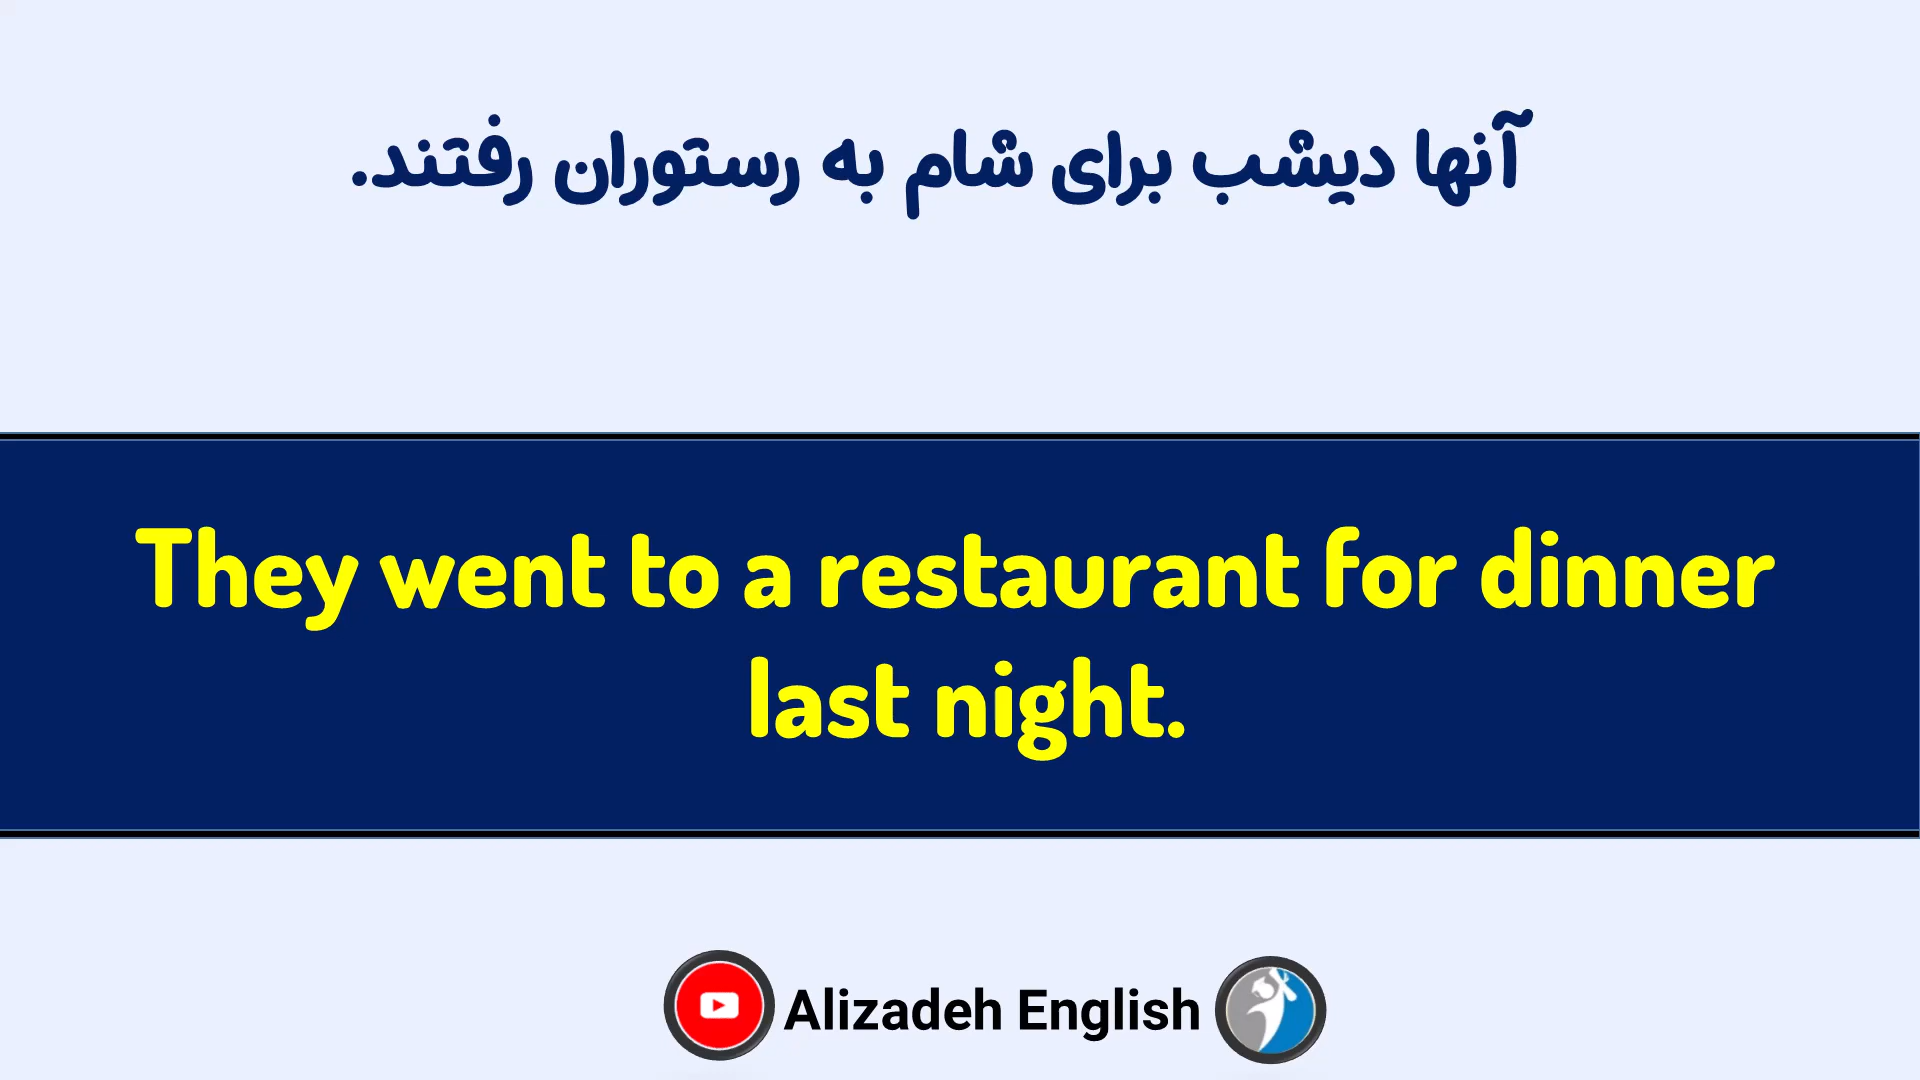 آنها دیشب برای شام به رستوران رفتند.
They went to a restaurant for dinner
last night.
Alizadeh English